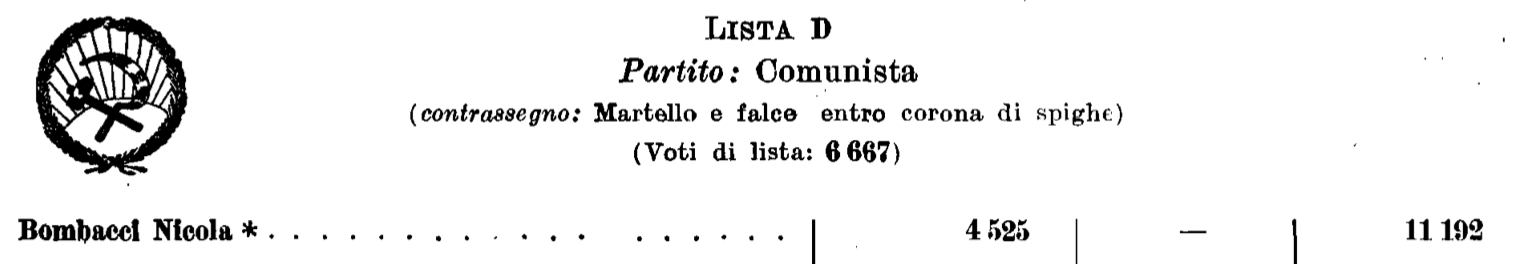 LISTA D
Partito: Comunista
(contrassegno: Martello e falce entro corona di spighe)
(Voti di lista: 6 667)
Bombacci Nicola * . . . . . . . . . . . . . . . . . . 4 525 — 11 192